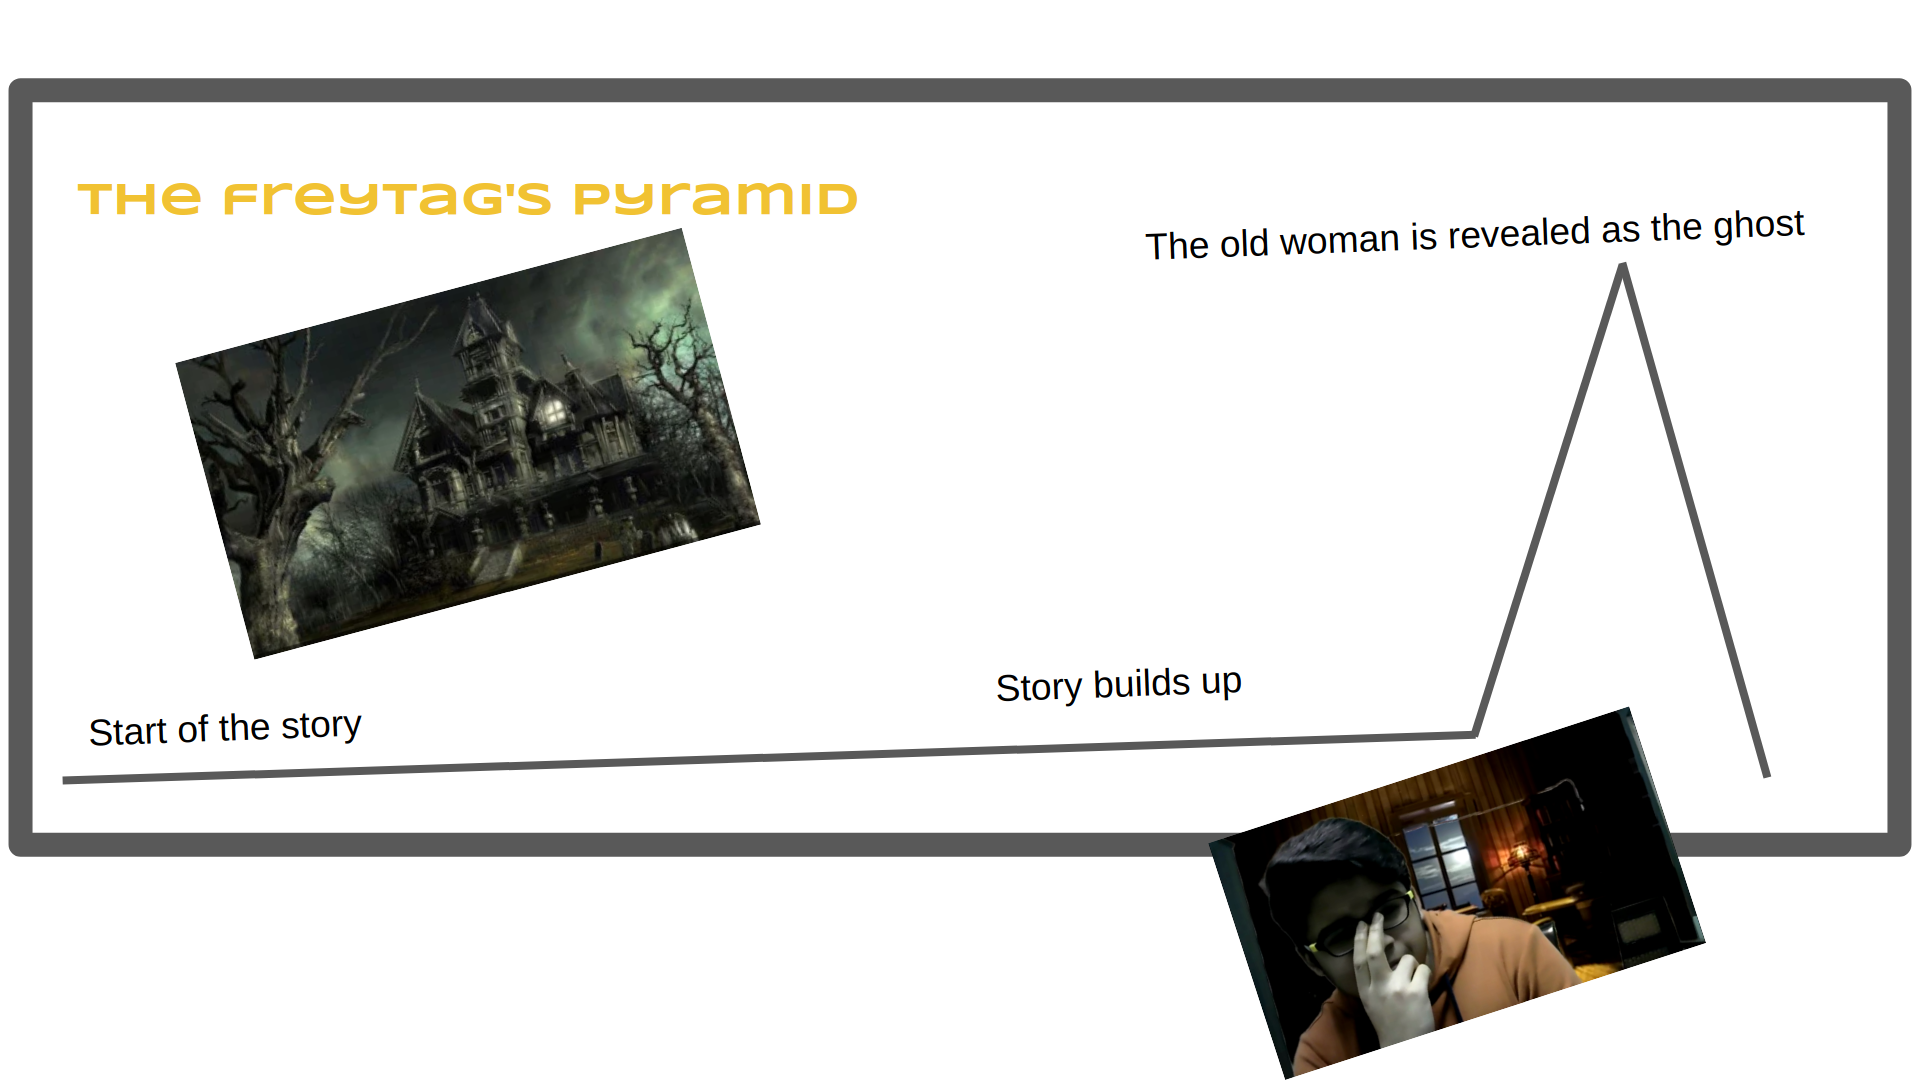 THe FreyTaG's PyramiD
The old woman is revealed as the ghost
Story builds up
Start of the story